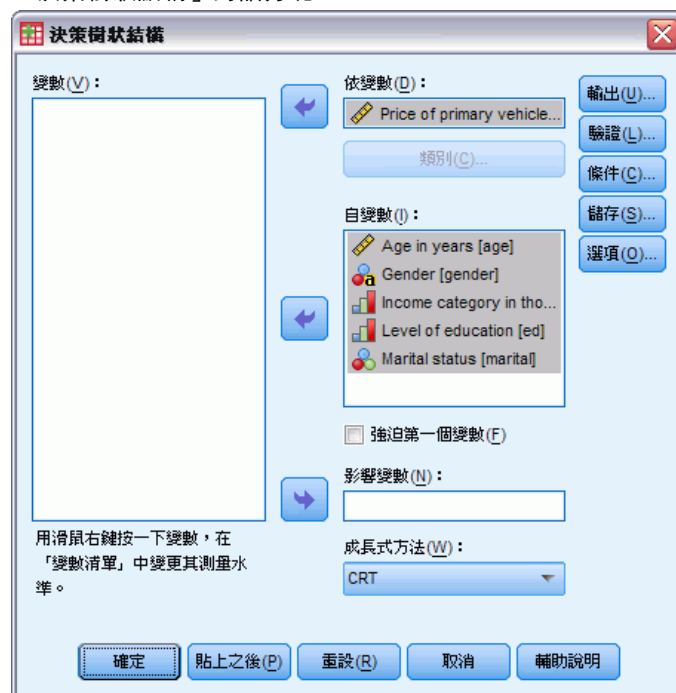 決策樹狀結構
變數(V)：
依變數(D)：
Price of primary vehicle...
類別(C)...
自變數(I)：
Age in years [age]
Gender [gender]
Income category in tho...
Level of education [ed]
Marital status [marital]
強迫第一個變數(F)
影響變數(N)：
成長式方法(W)：
CRT
用滑鼠右鍵按一下變數，在
「變數清單」中變更其測量水
準。
輸出(U)...
驗證(L)...
條件(C)...
儲存(S)...
選項(O)...
確定
貼上之後(P)
重設(R)
取消
輔助說明